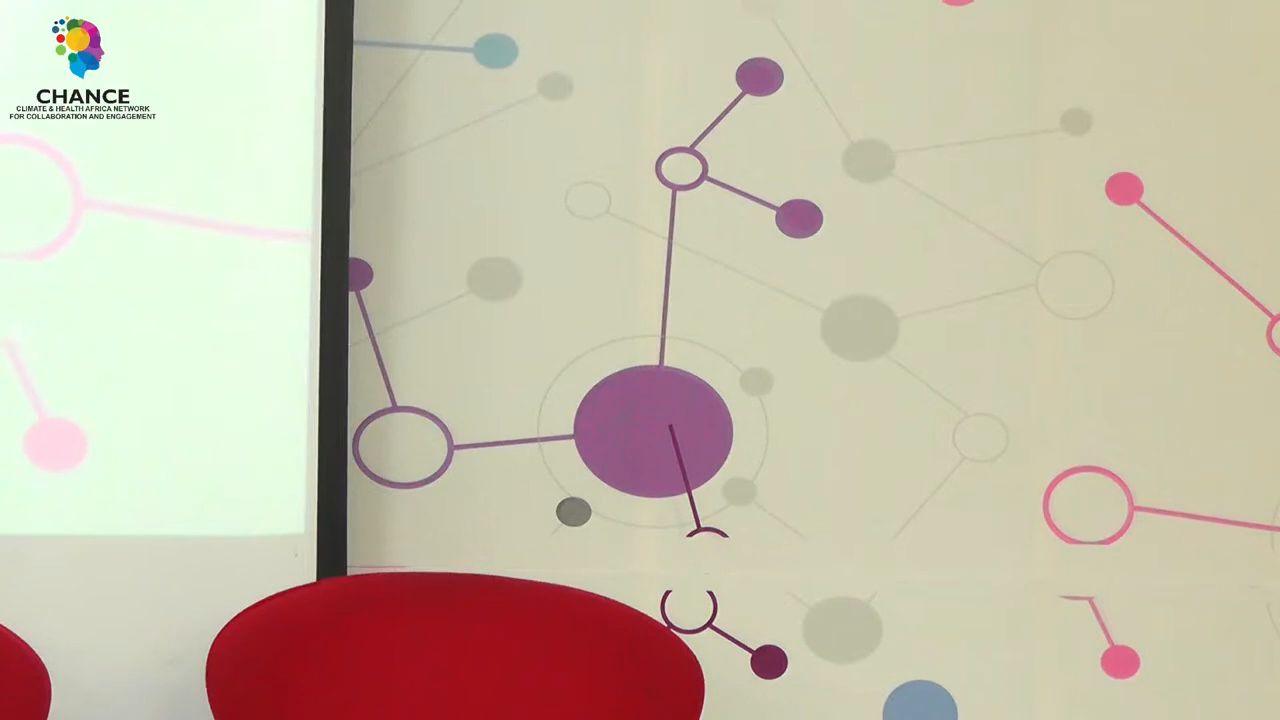 CHANCE
CLIMATE & HEALTH AFRICA NETWORK
FOR COLLABORATION AND ENGAGEMENT